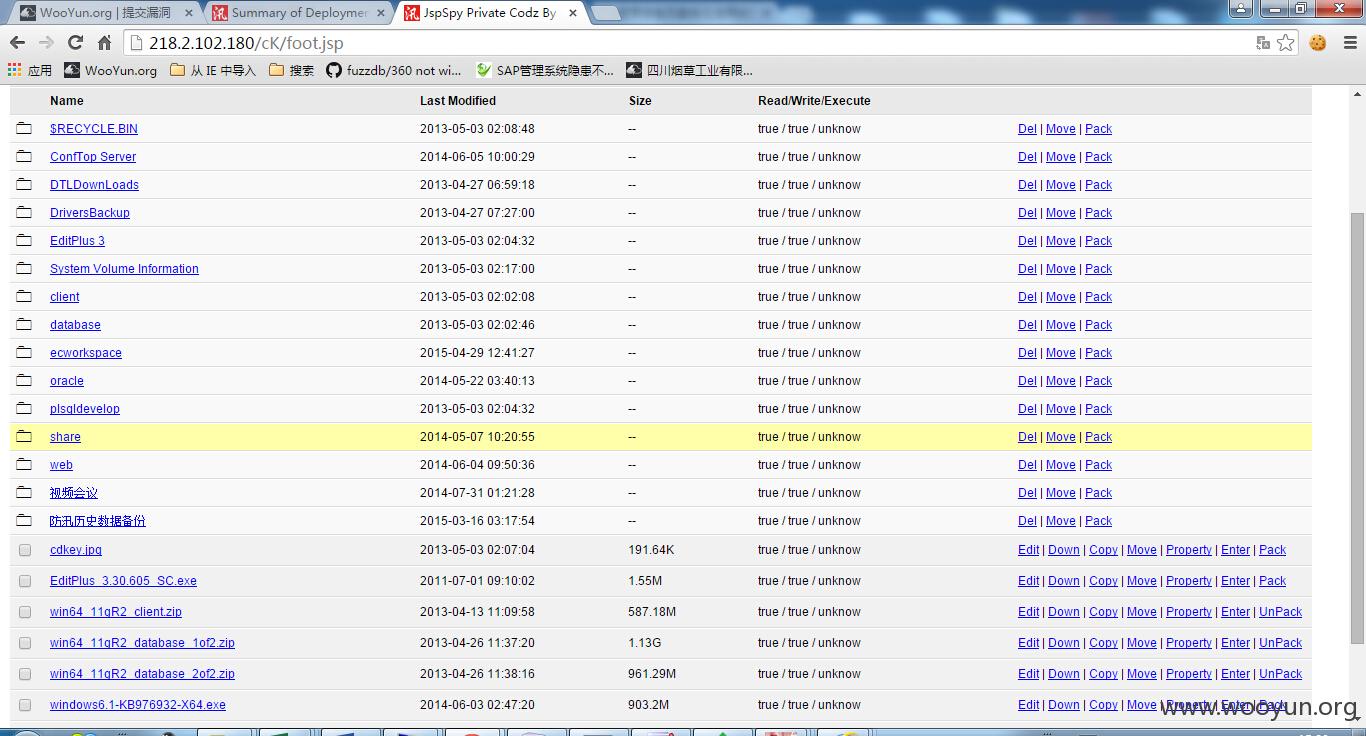 WooYun.org | 提交漏洞 Summary of Deploymen JspSpy Private Codz By
218.2.102.180/cK/foot.jsp
应用 WooYun.org 从 IE 中导入 搜索 fuzzdb/360 not wi... SAP管理系统隐患不... 四川烟草工业有限...
Name Last Modified Size Read/Write/Execute
$RECYCLE.BIN 2013-05-03 02:08:48 -- true / true / unknow Del | Move | Pack
ConfTop Server 2014-06-05 10:00:29 -- true / true / unknow Del | Move | Pack
DTLDownLoads 2013-04-27 06:59:18 -- true / true / unknow Del | Move | Pack
DriversBackup 2013-04-27 07:27:00 -- true / true / unknow Del | Move | Pack
EditPlus 3 2013-05-03 02:04:32 -- true / true / unknow Del | Move | Pack
System Volume Information 2013-05-03 02:17:00 -- true / true / unknow Del | Move | Pack
client 2013-05-03 02:02:08 -- true / true / unknow Del | Move | Pack
database 2013-05-03 02:02:46 -- true / true / unknow Del | Move | Pack
ecworkspace 2015-04-29 12:41:27 -- true / true / unknow Del | Move | Pack
oracle 2014-05-22 03:40:13 -- true / true / unknow Del | Move | Pack
plsqldevelop 2013-05-03 02:04:32 -- true / true / unknow Del | Move | Pack
share 2014-05-07 10:20:55 -- true / true / unknow Del | Move | Pack
web 2014-06-04 09:50:36 -- true / true / unknow Del | Move | Pack
视频会议 2014-07-31 01:21:28 -- true / true / unknow Del | Move | Pack
防汛历史数据备份 2015-03-16 03:17:54 -- true / true / unknow Del | Move | Pack
cdkey.jpg 2013-05-03 02:07:04 191.64K true / true / unknow Edit | Down | Copy | Move | Property | Enter | Pack
EditPlus_3.30.605_SC.exe 2011-07-01 09:10:02 1.55M true / true / unknow Edit | Down | Copy | Move | Property | Enter | Pack
win64_11gR2_client.zip 2013-04-13 11:09:58 587.18M true / true / unknow Edit | Down | Copy | Move | Property | Enter | UnPack
win64_11gR2_database_1of2.zip 2013-04-26 11:37:20 1.13G true / true / unknow Edit | Down | Copy | Move | Property | Enter | UnPack
win64_11gR2_database_2of2.zip 2013-04-26 11:38:16 961.29M true / true / unknow Edit | Down | Copy | Move | Property | Enter | UnPack
windows6.1-KB976932-X64.exe 2014-06-03 02:47:20 903.2M true / true / unknow Edit | Down | Copy | Move | Property | Enter | Pack
www.wooyun.org